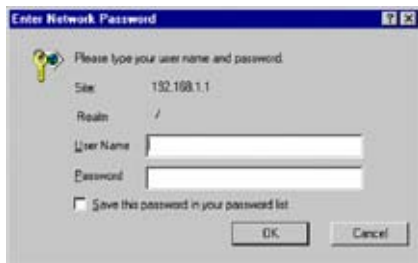 Enter Network Password
Please type your user name and password.
Site: 192.168.1.1
Realm /
User Name
Password
Save this password in your password list
OK Cancel